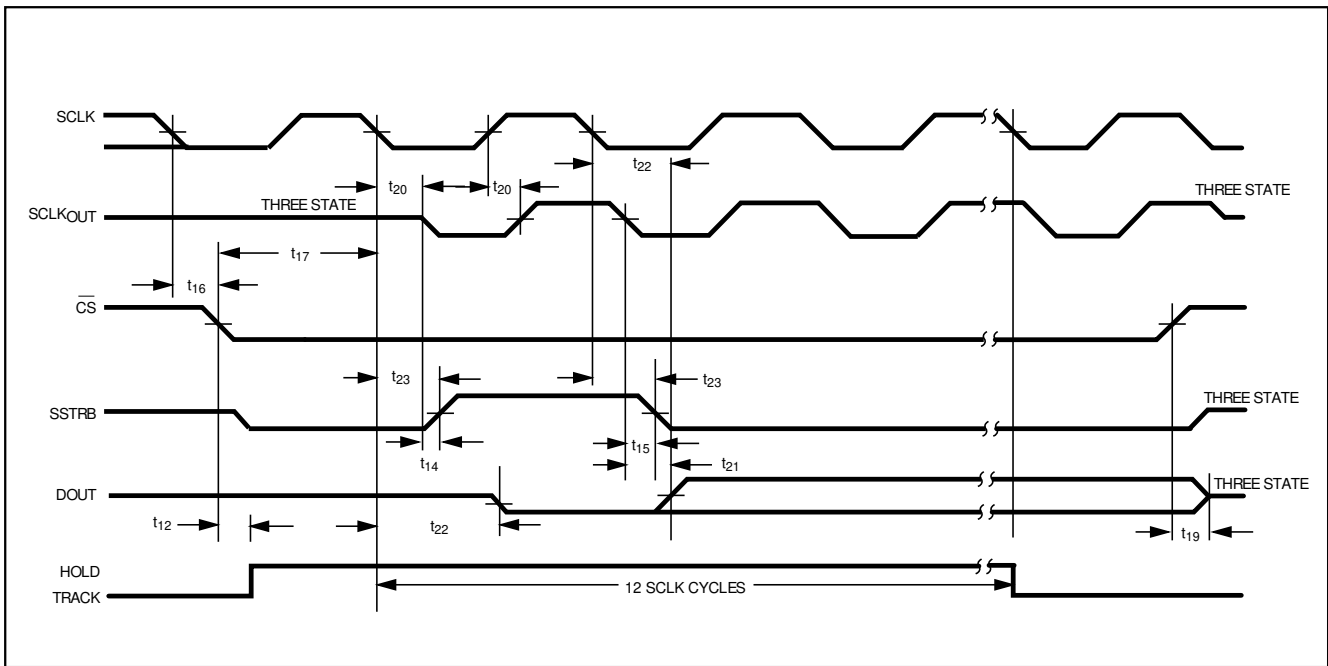 SCLK
t22
t20
t20
THREE STATE
THREE STATE
SCLKOUT
t17
t16
CS
t23
t23
THREE STATE
SSTRB
t15
t14
t21
THREE STATE
DOUT
t12
t22
t19
HOLD
12 SCLK CYCLES
TRACK